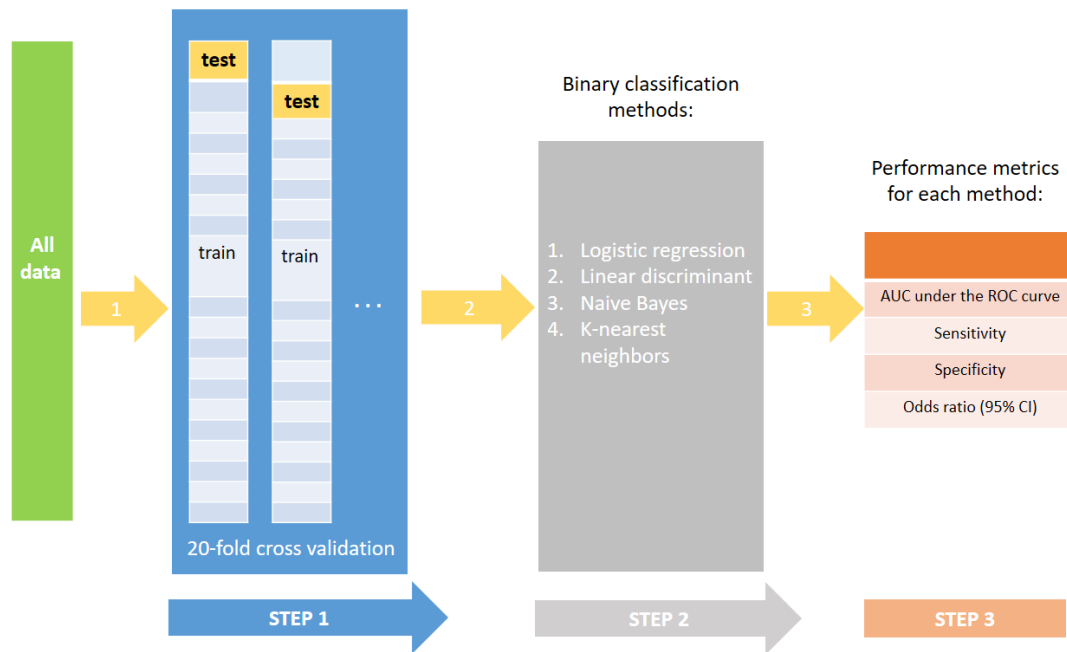 All
data
1
test
train
test
train
...
20-fold cross validation
2
Binary classification
methods:
1. Logistic regression
2. Linear discriminant
3. Naive Bayes
4. K-nearest
neighbors
3
Performance metrics
for each method:
AUC under the ROC curve
Sensitivity
Specificity
Odds ratio (95% CI)
STEP 1
STEP 2
STEP 3